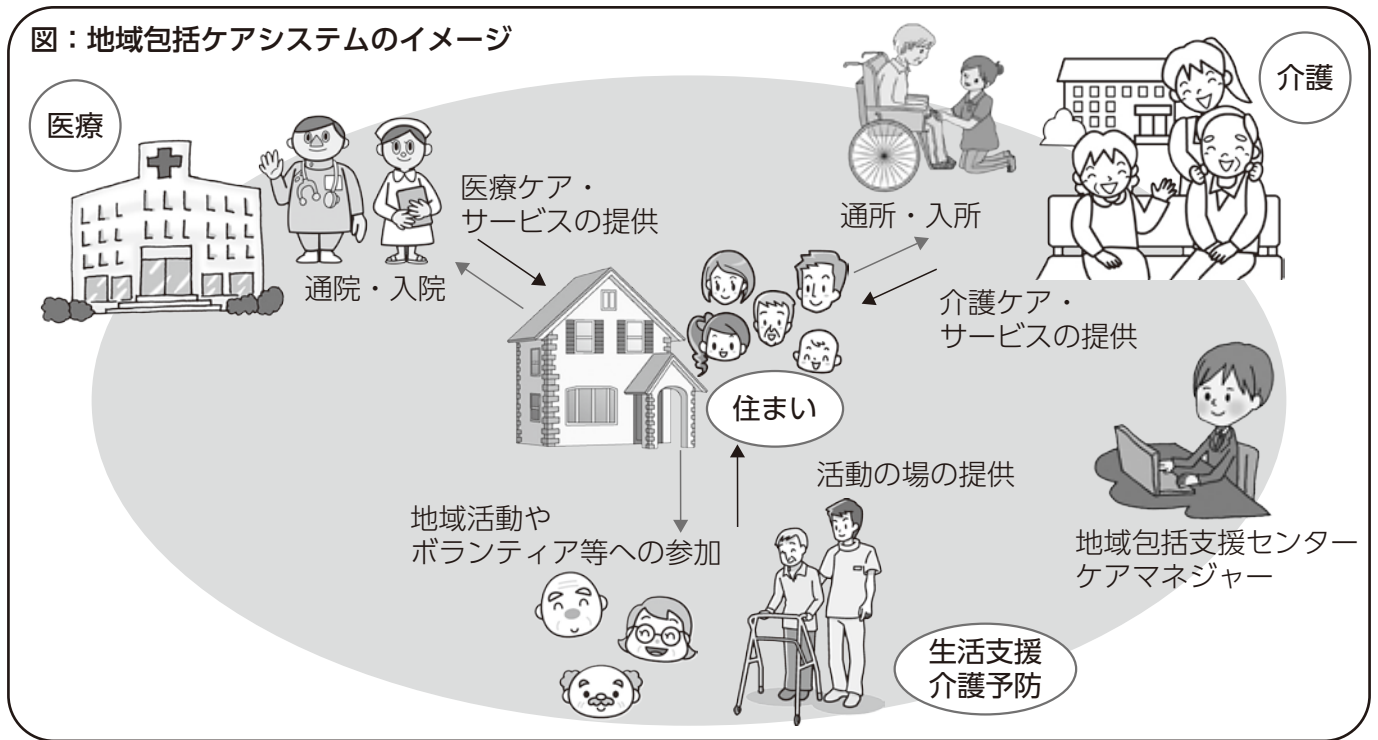 図：地域包括ケアシステムのイメージ
医療
介護
医療ケア・
サービスの提供
通院・入院
通所・入所
介護ケア・
サービスの提供
住まい
活動の場の提供
地域活動や
ボランティア等への参加
地域包括支援センター
ケアマネジャー
生活支援
介護予防